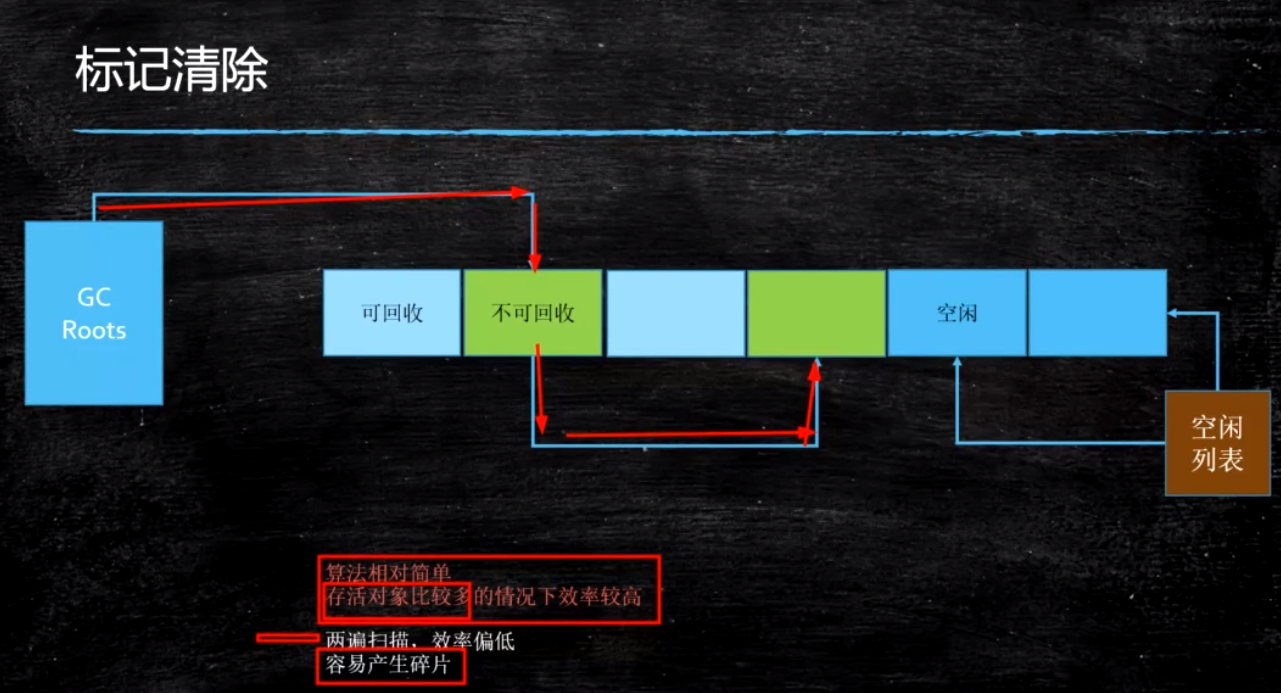 标记清除
GC
Roots
可回收
不可回收
空闲
空闲
列表
算法相对简单
存活对象比较多的情况下效率较高
两遍扫描，效率偏低
容易产生碎片